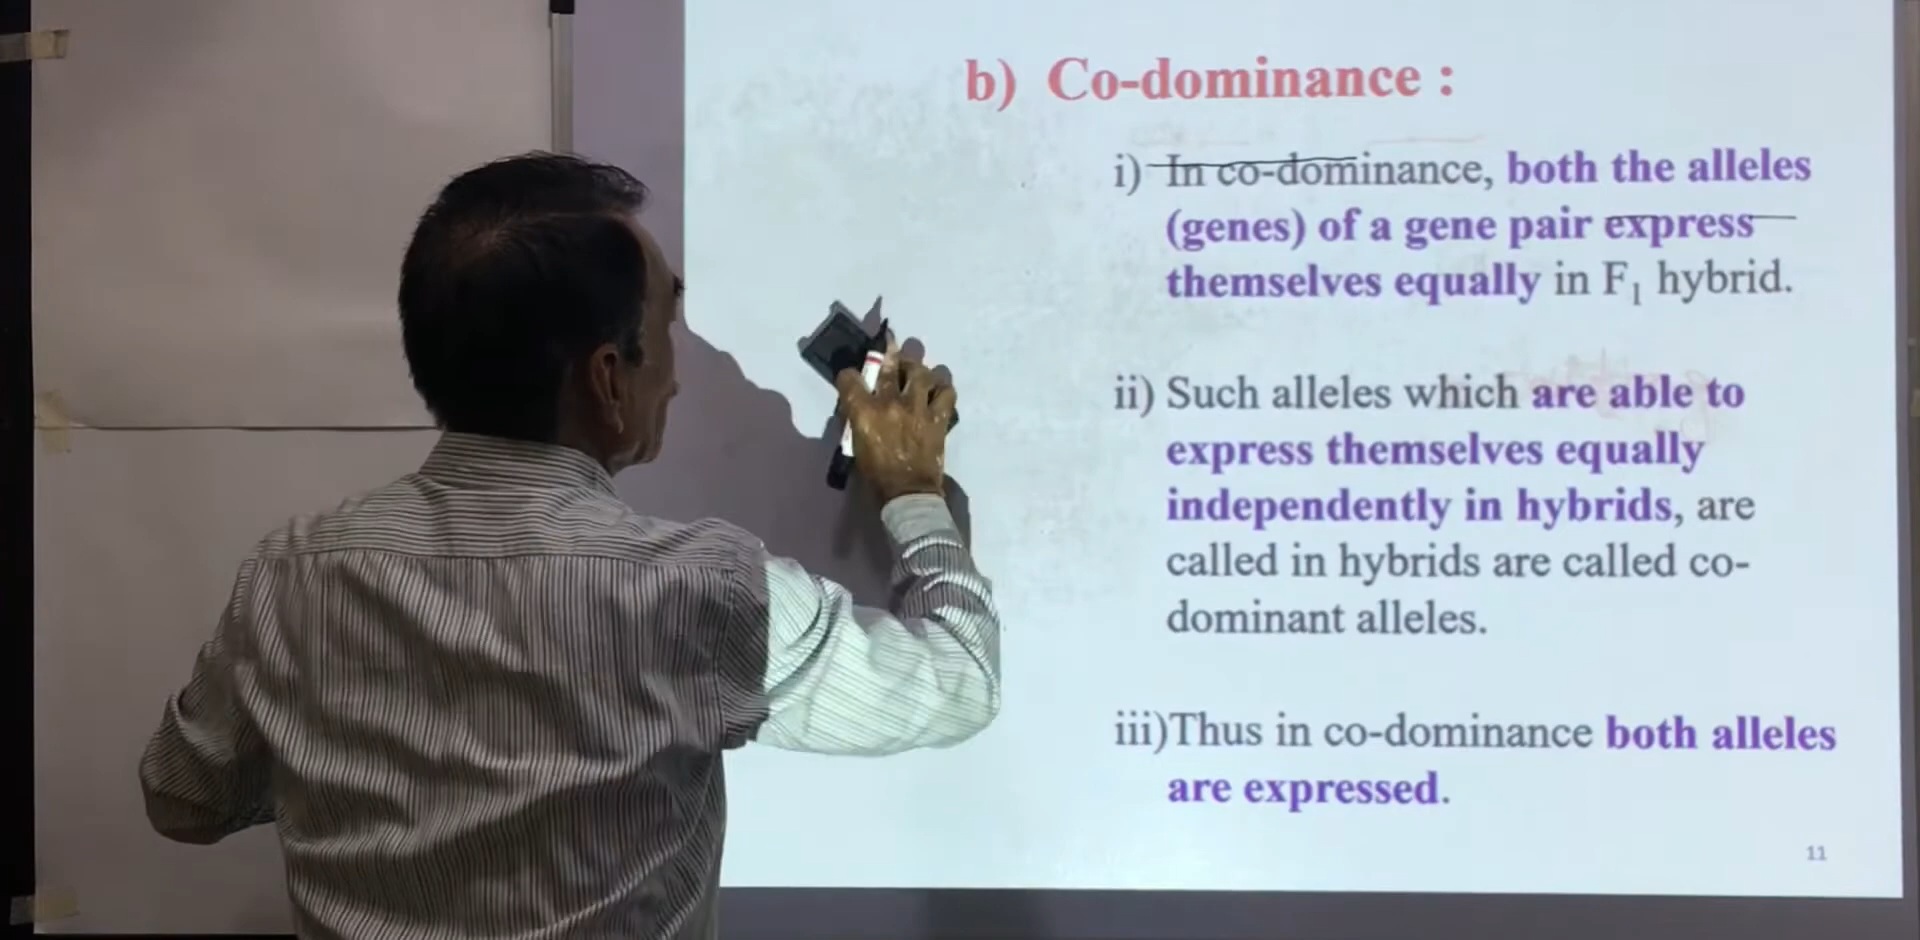 b) Co-dominance :
i) In co-dominance, both the alleles
(genes) of a gene pair express
themselves equally in F₁ hybrid.
ii) Such alleles which are able to
express themselves equally
independently in hybrids, are
called in hybrids are called co-
dominant alleles.
iii)Thus in co-dominance both alleles
are expressed.
11